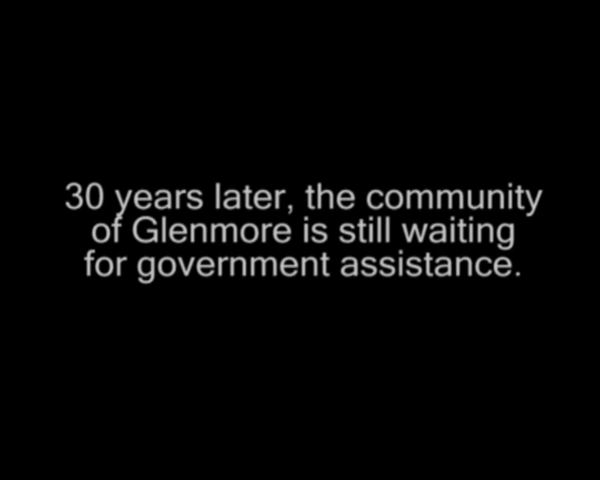 30 years later, the community
of Glenmore is still waiting
for government assistance.